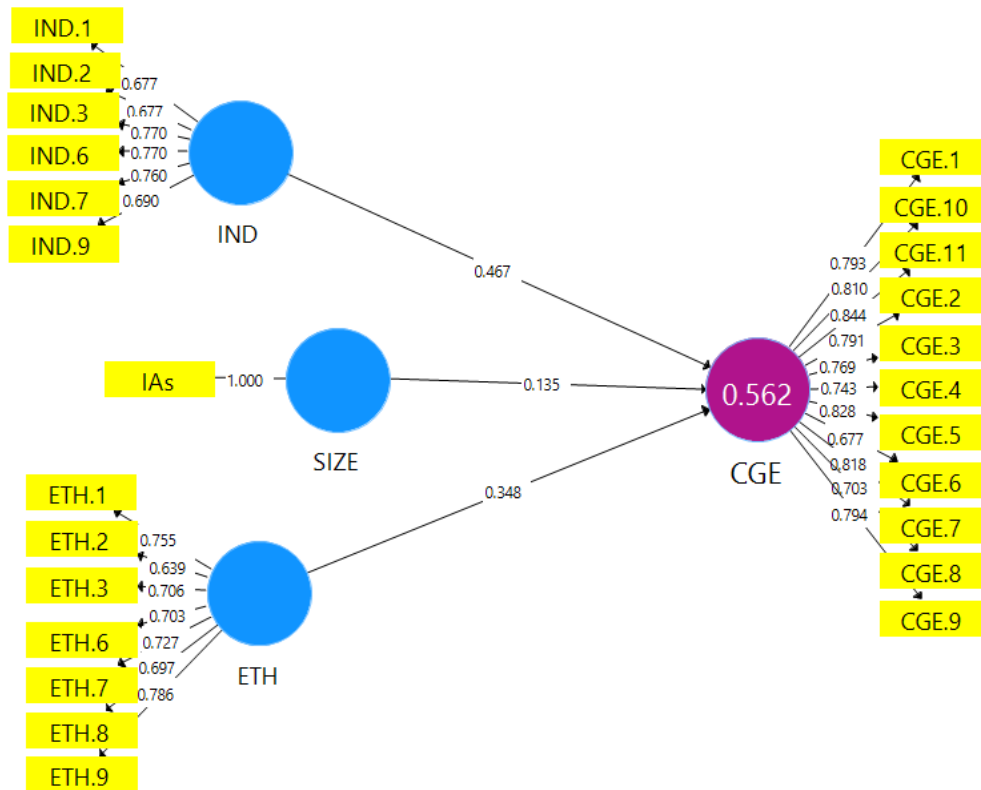 IND.1
IND.2
IND.3
IND.6
IND.7
IND.9
0.677
0.677
0.770
0.770
0.760
0.690
IND
0.467
IAs
1.000
SIZE
0.135
ETH.1
ETH.2
ETH.3
ETH.6
ETH.7
ETH.8
ETH.9
0.755
0.639
0.706
0.703
0.727
0.697
0.786
ETH
0.348
0.562
CGE
0.793
0.810
0.844
0.791
0.769
0.743
0.828
0.677
0.818
0.703
0.794
CGE.1
CGE.10
CGE.11
CGE.2
CGE.3
CGE.4
CGE.5
CGE.6
CGE.7
CGE.8
CGE.9